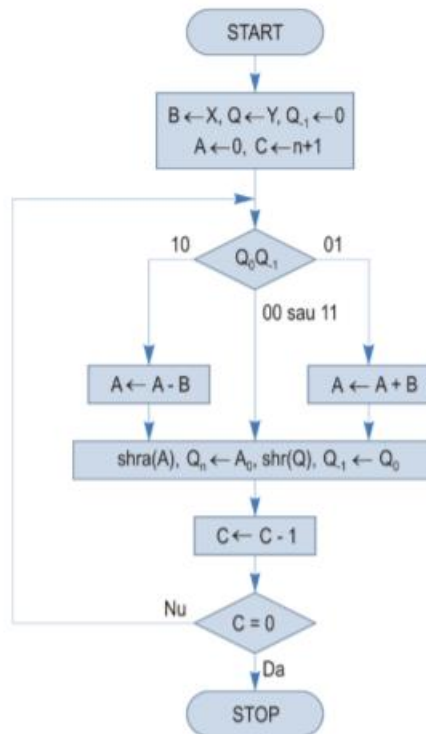 START
B ← X, Q ← Y, Q₋₁ ← 0
A ← 0, C ← n+1
10
Q₀Q₋₁
01
00 sau 11
A ← A - B
A ← A + B
shra(A), Qₙ ← A₀, shr(Q), Q₋₁ ← Q₀
C ← C - 1
Nu
C = 0
Da
STOP